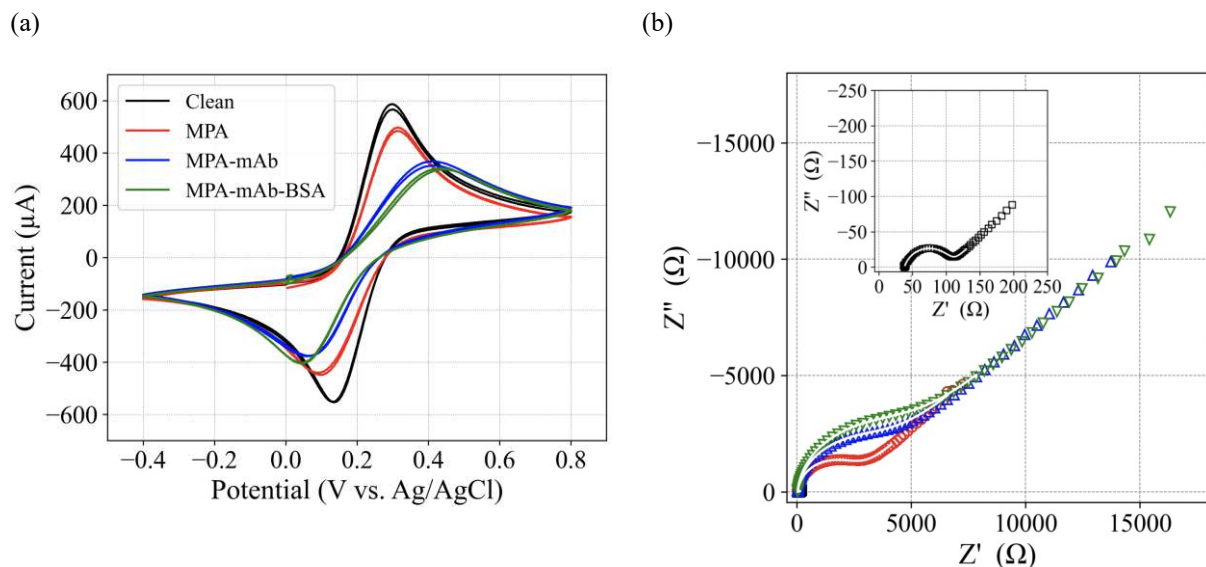 (a)
(b)
600
400
200
0
−200
−400
−600
Current (μA)
Clean
MPA
MPA-mAb
MPA-mAb-BSA
−0.4
−0.2
0.0
0.2
0.4
0.6
0.8
Potential (V vs. Ag/AgCl)
−15000
−10000
−5000
0
Z'' (Ω)
−250
−200
−150
−100
−50
0
Z'' (Ω)
0
50
100
150
200
250
Z' (Ω)
0
5000
10000
15000
Z' (Ω)